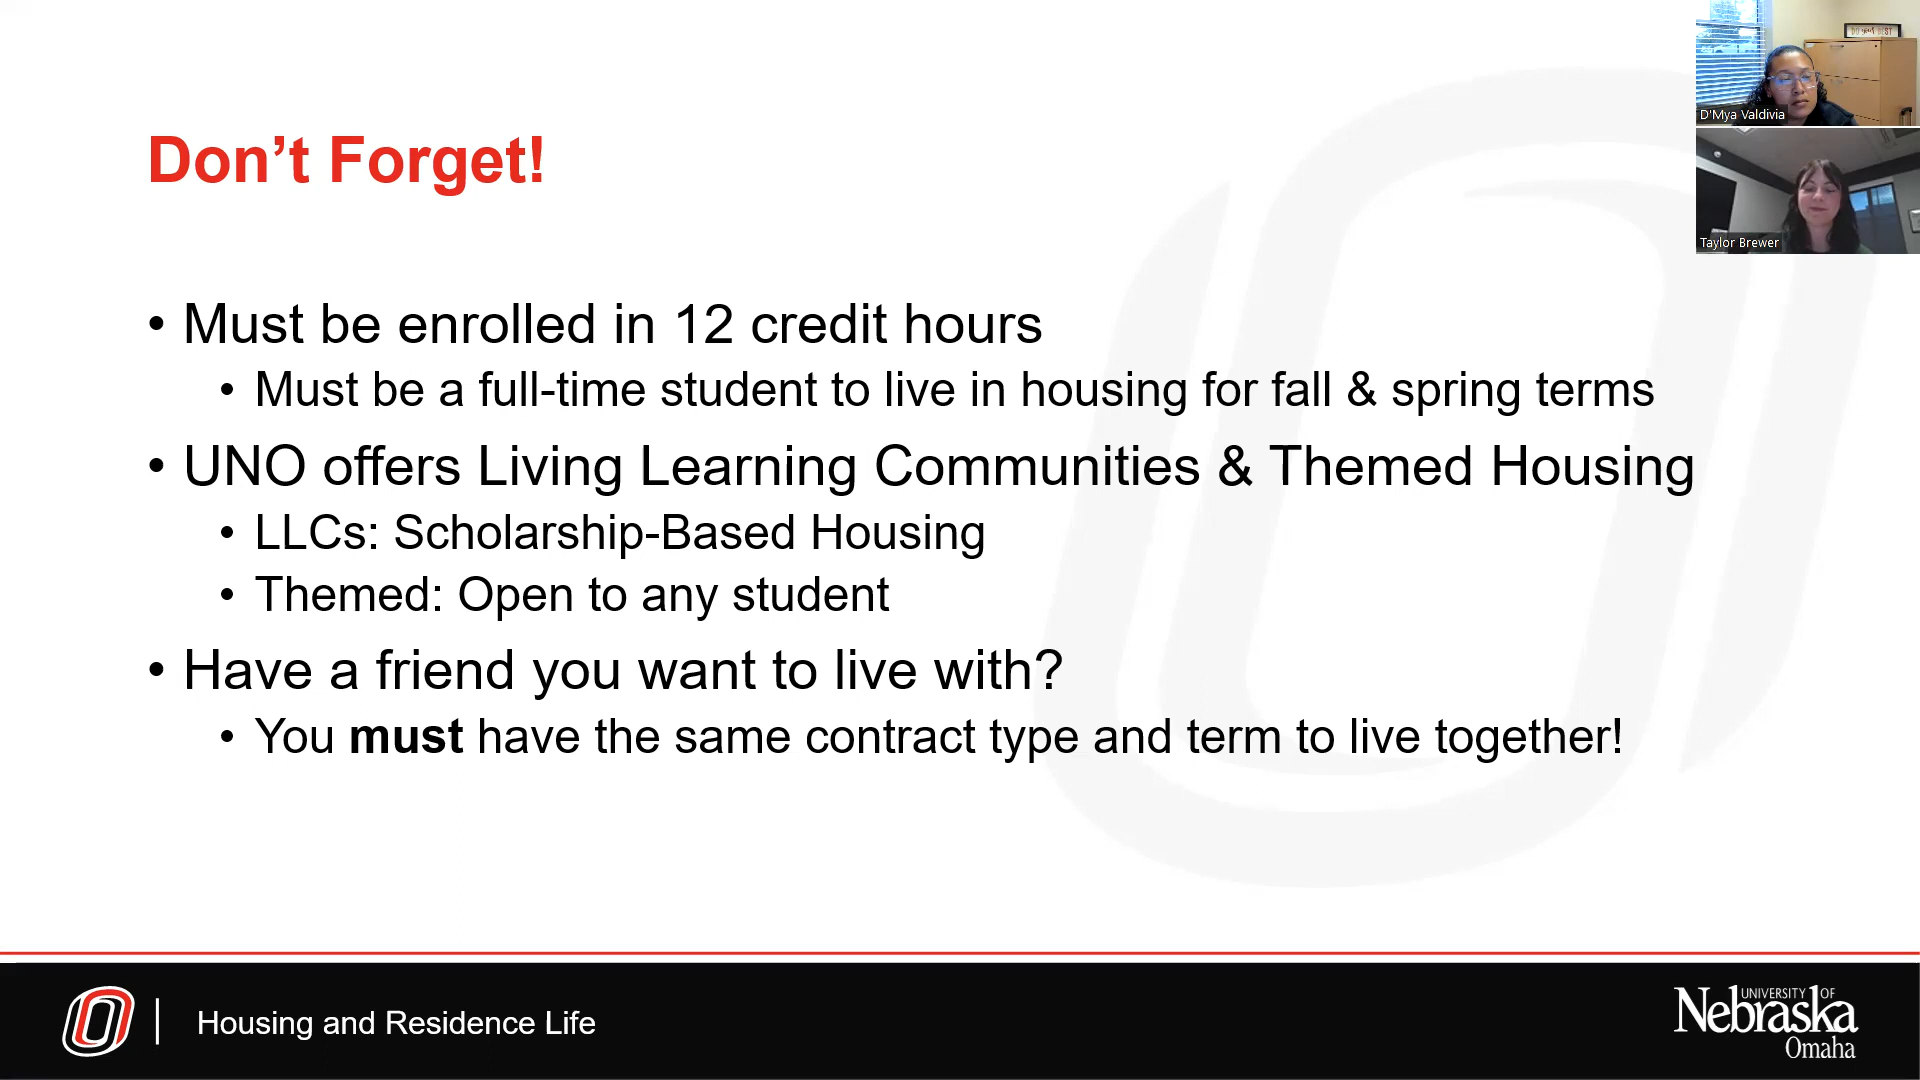 Don’t Forget!
• Must be enrolled in 12 credit hours
• Must be a full-time student to live in housing for fall & spring terms
• UNO offers Living Learning Communities & Themed Housing
• LLCs: Scholarship-Based Housing
• Themed: Open to any student
• Have a friend you want to live with?
• You must have the same contract type and term to live together!
DO your BEST
D'Mya Valdivia
Taylor Brewer
O
Housing and Residence Life
UNIVERSITY OF
Nebraska
Omaha